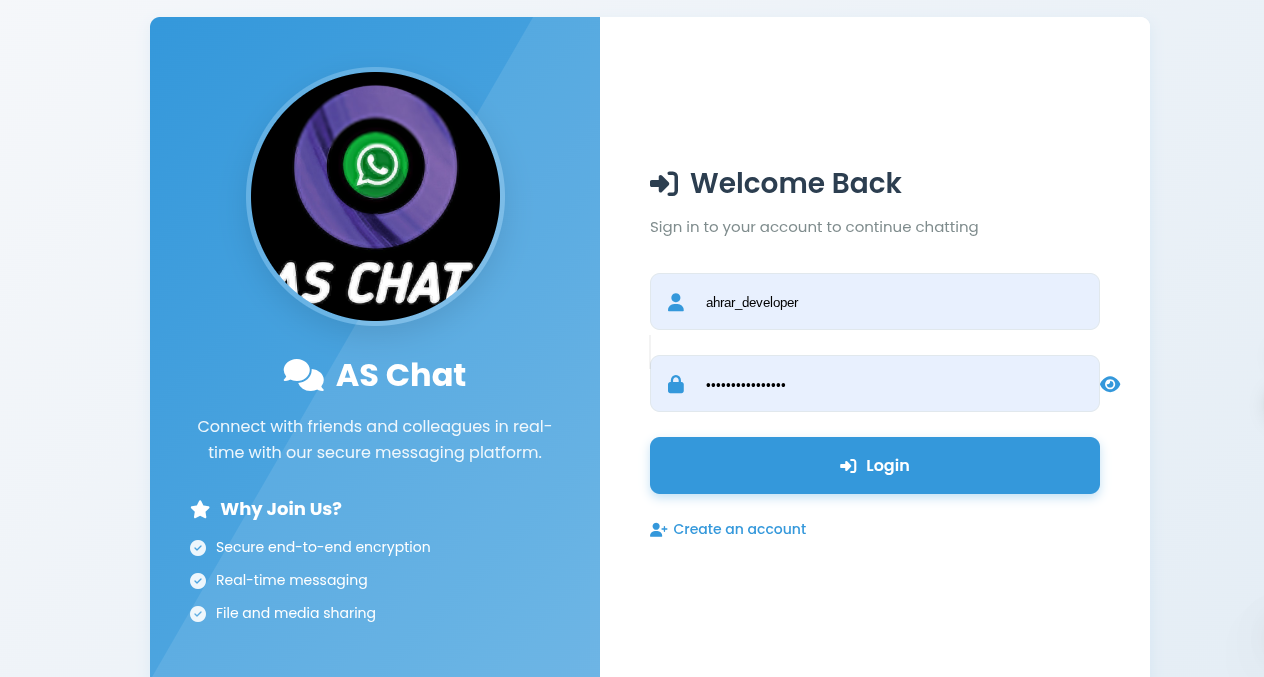 AS CHAT
AS Chat
Connect with friends and colleagues in real-
time with our secure messaging platform.
Why Join Us?
Secure end-to-end encryption
Real-time messaging
File and media sharing
Welcome Back
Sign in to your account to continue chatting
ahrar_developer
••••••••••••••••
Login
Create an account